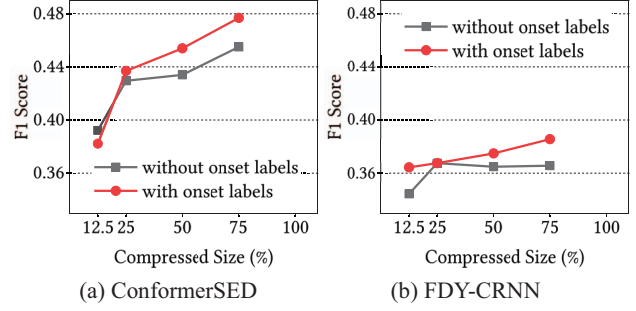 0.48
0.44
0.40
0.36
F1 Score
without onset labels
with onset labels
12.5 25 50 75 100
Compressed Size (%)
(a) ConformerSED
0.48
0.44
0.40
0.36
F1 Score
without onset labels
with onset labels
12.5 25 50 75 100
Compressed Size (%)
(b) FDY-CRNN